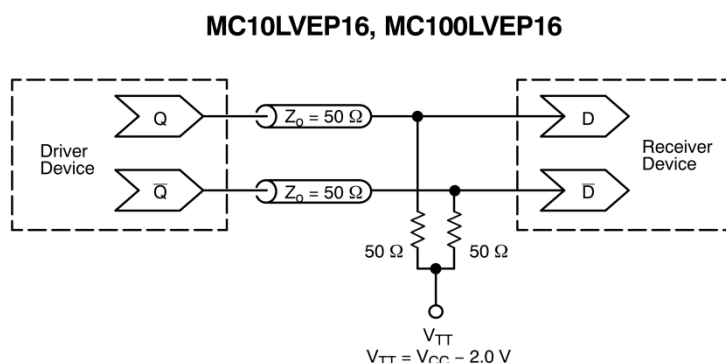 MC10LVEP16, MC100LVEP16
Q Z₀ = 50 Ω D
Driver
Device
Receiver
Device
Q̅ Z₀ = 50 Ω D̅
50 Ω 50 Ω
V_TT
V_TT = V_CC − 2.0 V